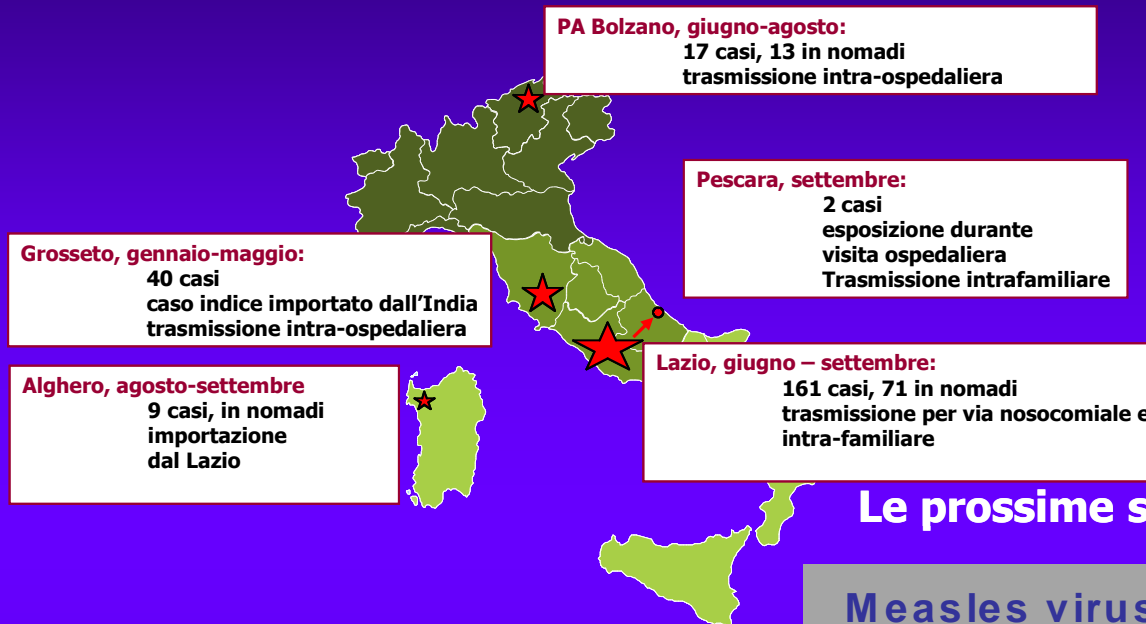 PA Bolzano, giugno-agosto:
17 casi, 13 in nomadi
trasmissione intra-ospedaliera
Pescara, settembre:
2 casi
esposizione durante
visita ospedaliera
Trasmissione intrafamiliare
Grosseto, gennaio-maggio:
40 casi
caso indice importato dall'India
trasmissione intra-ospedaliera
Lazio, giugno – settembre:
161 casi, 71 in nomadi
trasmissione per via nosocomiale e
intra-familiare
Alghero, agosto-settembre
9 casi, in nomadi
importazione
dal Lazio
Le prossime s
Measles virus